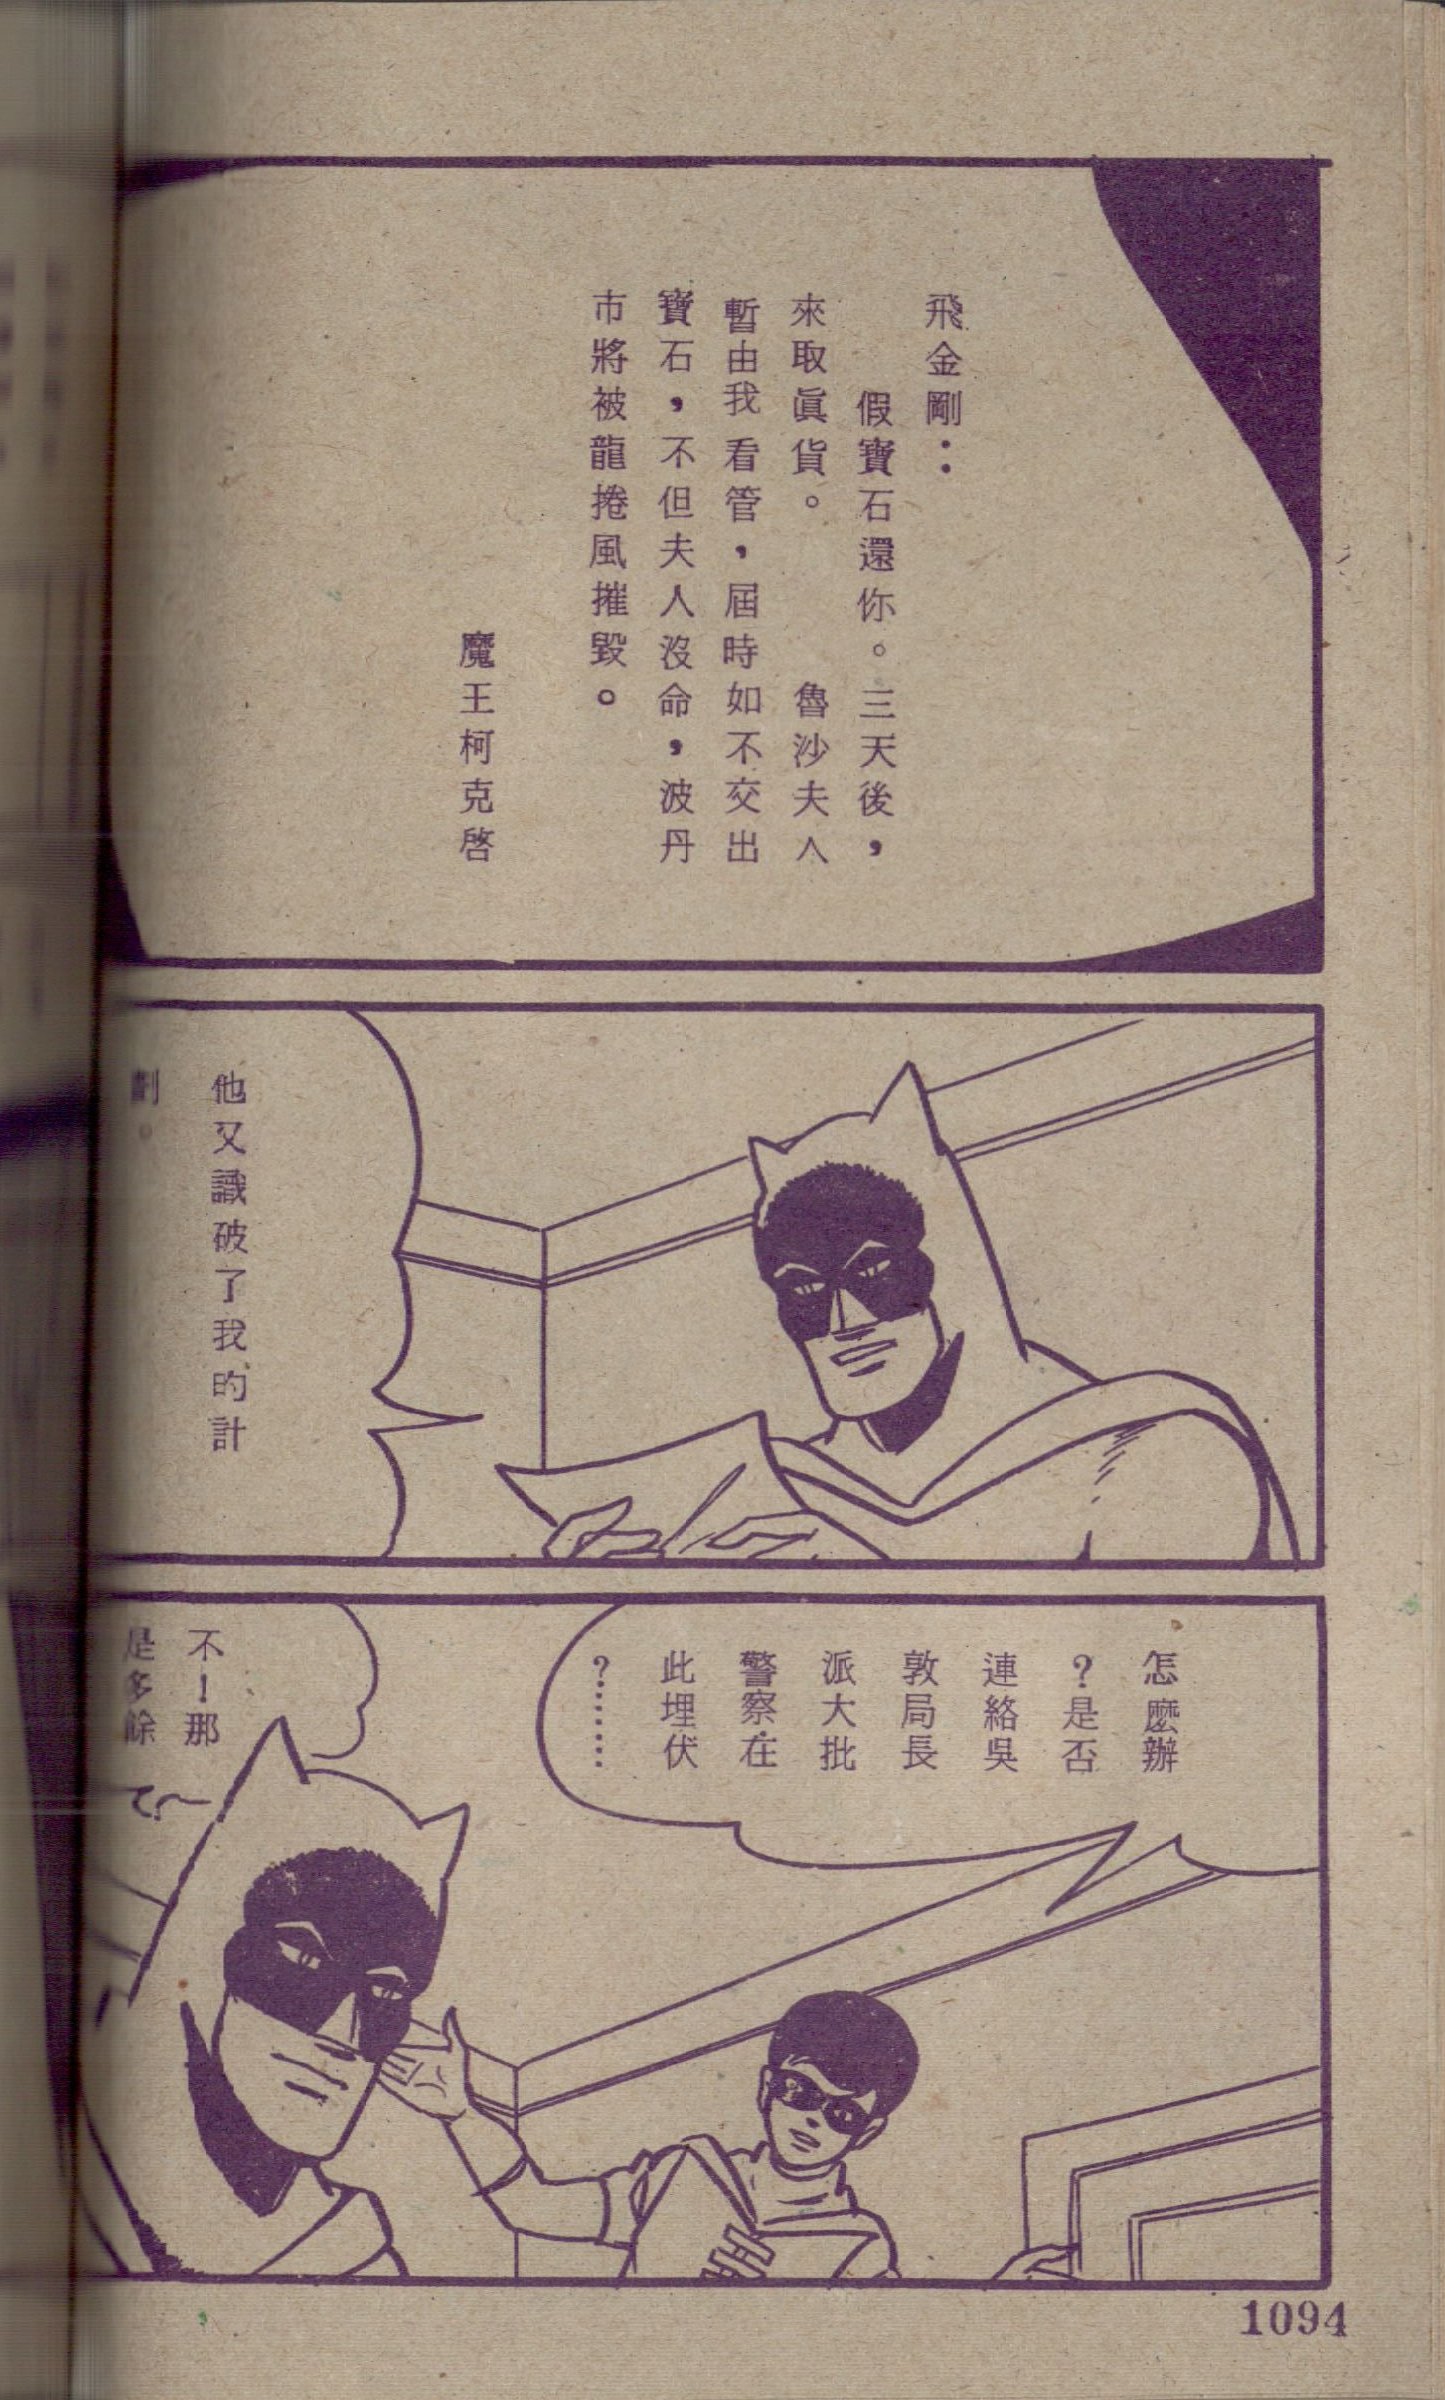 飛金剛：
假寶石還你。三天後，
來取眞貨。　魯沙夫人
暫由我看管，屆時如不交出
寶石，不但夫人沒命，波丹
市將被龍捲風摧毀。
魔王柯克啓
他又識破了我的計
劃。
怎麼辦
？是否
連絡吳
敦局長
派大批
警察在
此埋伏
？……
不！那
是多餘
1094